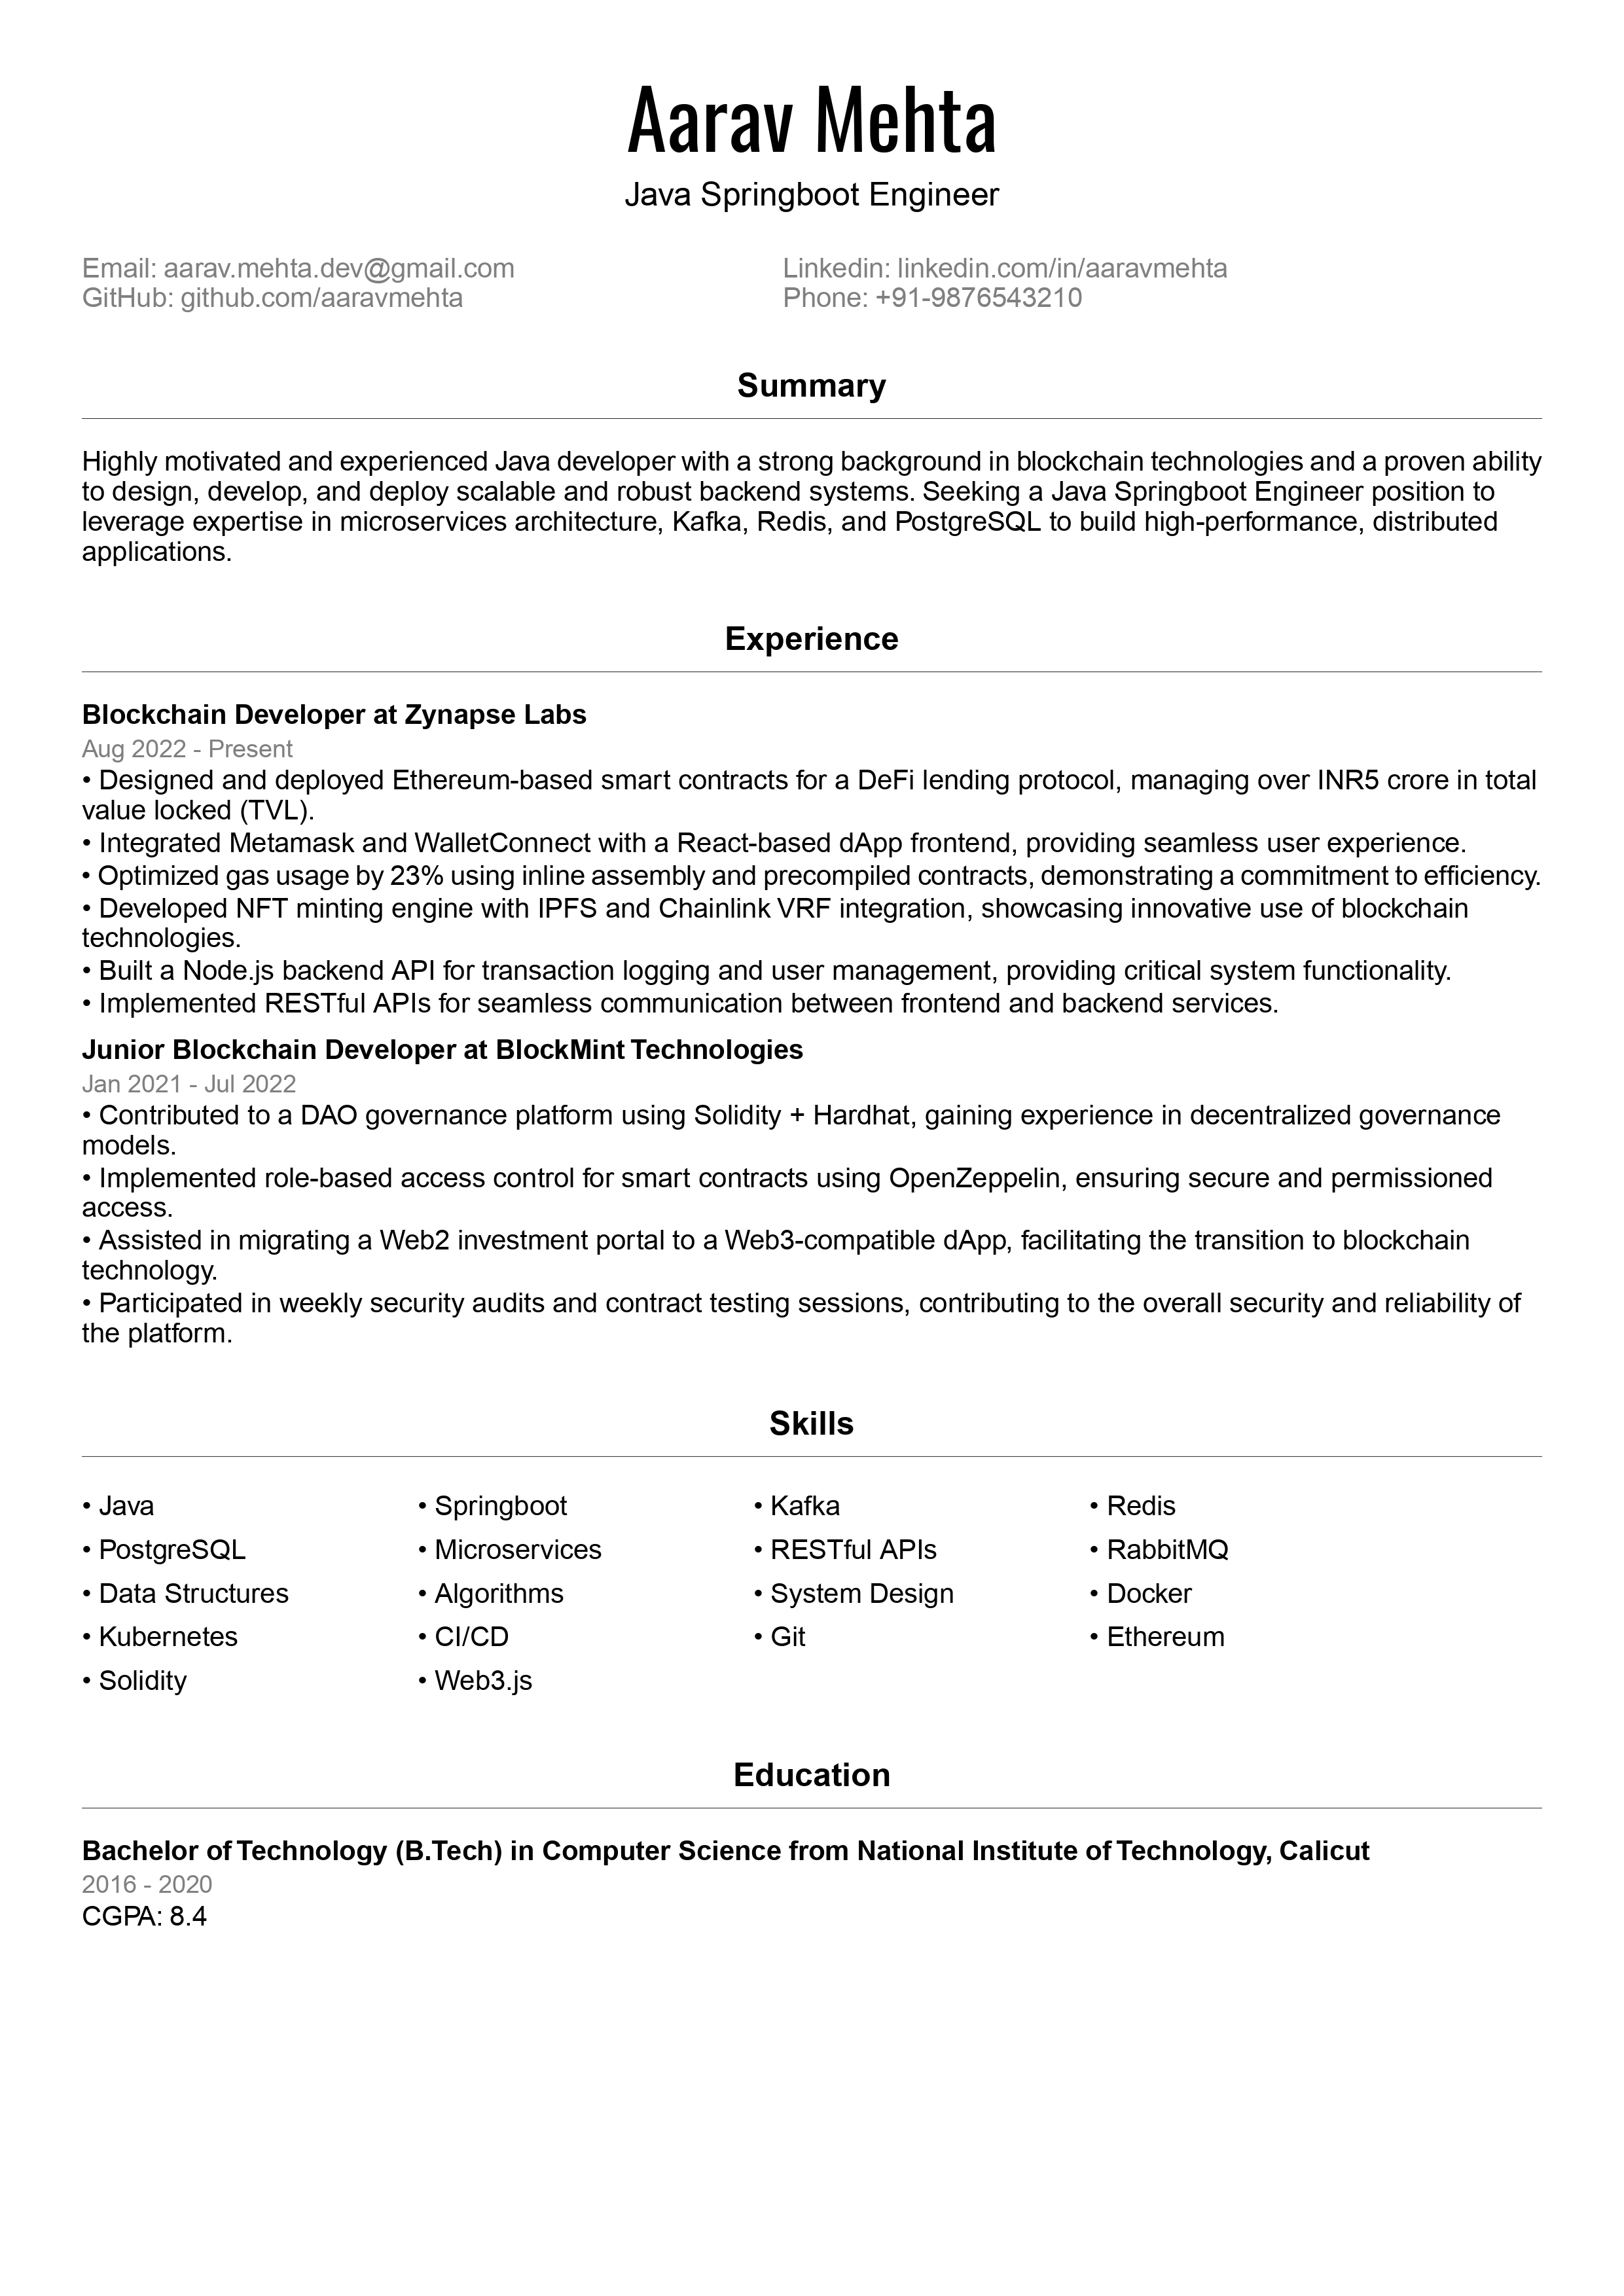 Aarav Mehta
Java Springboot Engineer
Email: aarav.mehta.dev@gmail.com
Linkedin: linkedin.com/in/aaravmehta
GitHub: github.com/aaravmehta
Phone: +91-9876543210
Summary
Highly motivated and experienced Java developer with a strong background in blockchain technologies and a proven ability
to design, develop, and deploy scalable and robust backend systems. Seeking a Java Springboot Engineer position to
leverage expertise in microservices architecture, Kafka, Redis, and PostgreSQL to build high-performance, distributed
applications.
Experience
Blockchain Developer at Zynapse Labs
Aug 2022 - Present
• Designed and deployed Ethereum-based smart contracts for a DeFi lending protocol, managing over INR5 crore in total
value locked (TVL).
• Integrated Metamask and WalletConnect with a React-based dApp frontend, providing seamless user experience.
• Optimized gas usage by 23% using inline assembly and precompiled contracts, demonstrating a commitment to efficiency.
• Developed NFT minting engine with IPFS and Chainlink VRF integration, showcasing innovative use of blockchain
technologies.
• Built a Node.js backend API for transaction logging and user management, providing critical system functionality.
• Implemented RESTful APIs for seamless communication between frontend and backend services.
Junior Blockchain Developer at BlockMint Technologies
Jan 2021 - Jul 2022
• Contributed to a DAO governance platform using Solidity + Hardhat, gaining experience in decentralized governance
models.
• Implemented role-based access control for smart contracts using OpenZeppelin, ensuring secure and permissioned
access.
• Assisted in migrating a Web2 investment portal to a Web3-compatible dApp, facilitating the transition to blockchain
technology.
• Participated in weekly security audits and contract testing sessions, contributing to the overall security and reliability of
the platform.
Skills
• Java • Springboot • Kafka • Redis
• PostgreSQL • Microservices • RESTful APIs • RabbitMQ
• Data Structures • Algorithms • System Design • Docker
• Kubernetes • CI/CD • Git • Ethereum
• Solidity • Web3.js
Education
Bachelor of Technology (B.Tech) in Computer Science from National Institute of Technology, Calicut
2016 - 2020
CGPA: 8.4